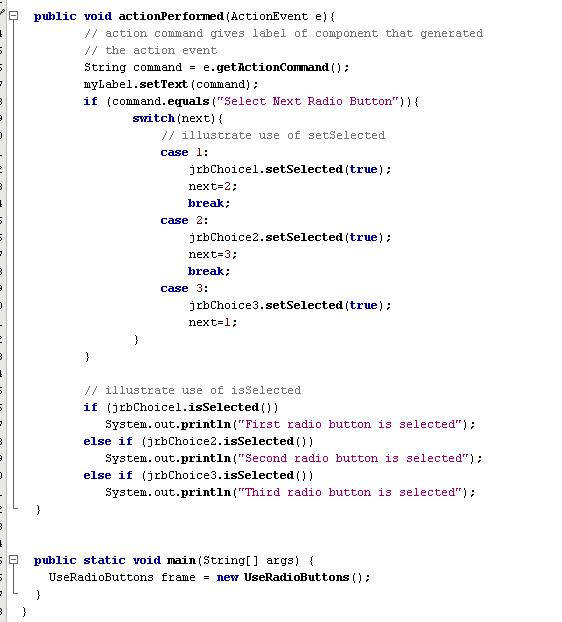 public void actionPerformed(ActionEvent e){
// action command gives label of component that generated
// the action event
String command = e.getActionCommand();
myLabel.setText(command);
if (command.equals("Select Next Radio Button")){
switch(next){
// illustrate use of setSelected
case 1:
jrbChoice1.setSelected(true);
next=2;
break;
case 2:
jrbChoice2.setSelected(true);
next=3;
break;
case 3:
jrbChoice3.setSelected(true);
next=1;
}
}
// illustrate use of isSelected
if (jrbChoice1.isSelected())
System.out.println("First radio button is selected");
else if (jrbChoice2.isSelected())
System.out.println("Second radio button is selected");
else if (jrbChoice3.isSelected())
System.out.println("Third radio button is selected");
}
public static void main(String[] args) {
UseRadioButtons frame = new UseRadioButtons();
}
}